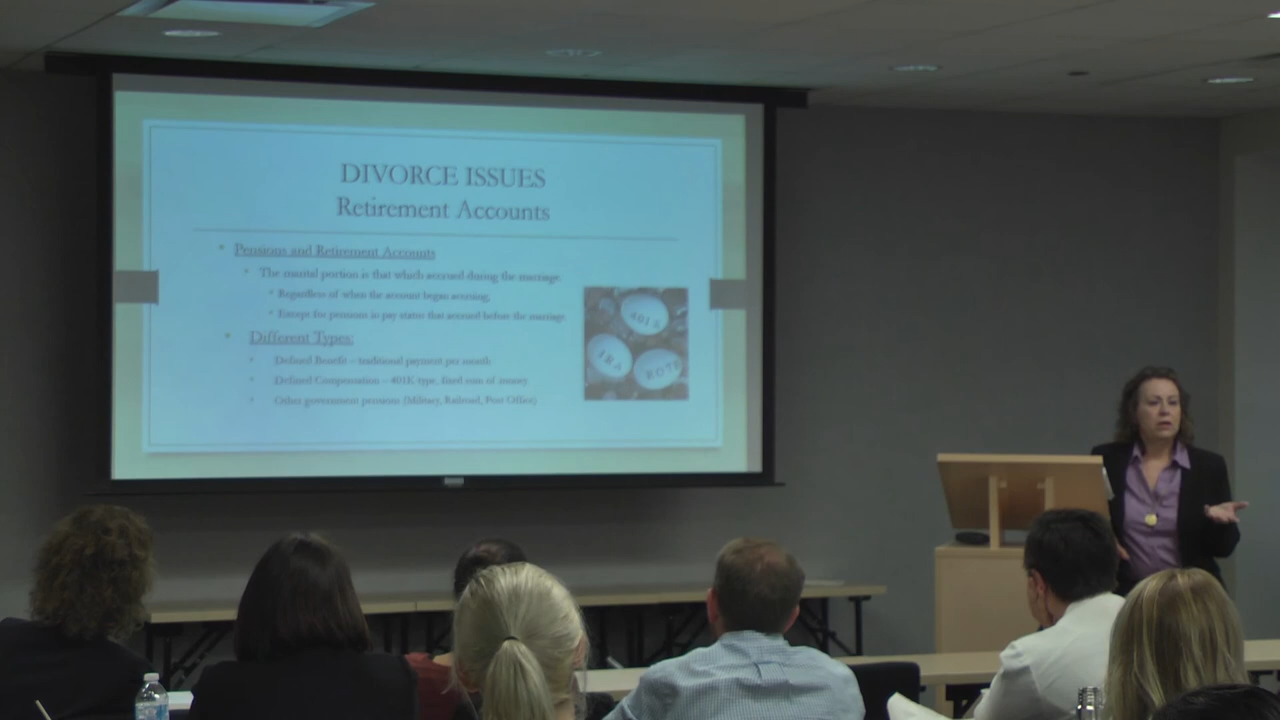 DIVORCE ISSUES
Retirement Accounts
Pensions and Retirement Accounts
The marital portion is that which accrued during the marriage.
Regardless of when the account began accruing.
Except for pensions in pay status that accrued before the marriage
Different Types:
Defined Benefit – traditional payment per month
Defined Compensation – 401K type, fixed sum of money
Other government pensions (Military, Railroad, Post Office)
401k
IRA
ROTH